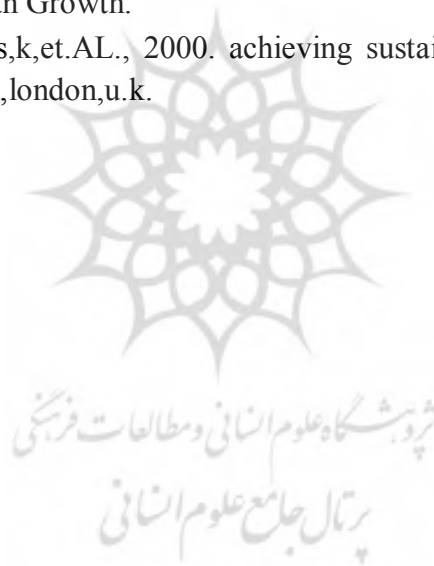 n Growth.
s,k,et.AL., 2000. achieving sustai
,london,u.k.
پژوهشگاه علوم انسانی و مطالعات فرهنگی
پرتال جامع علوم انسانی